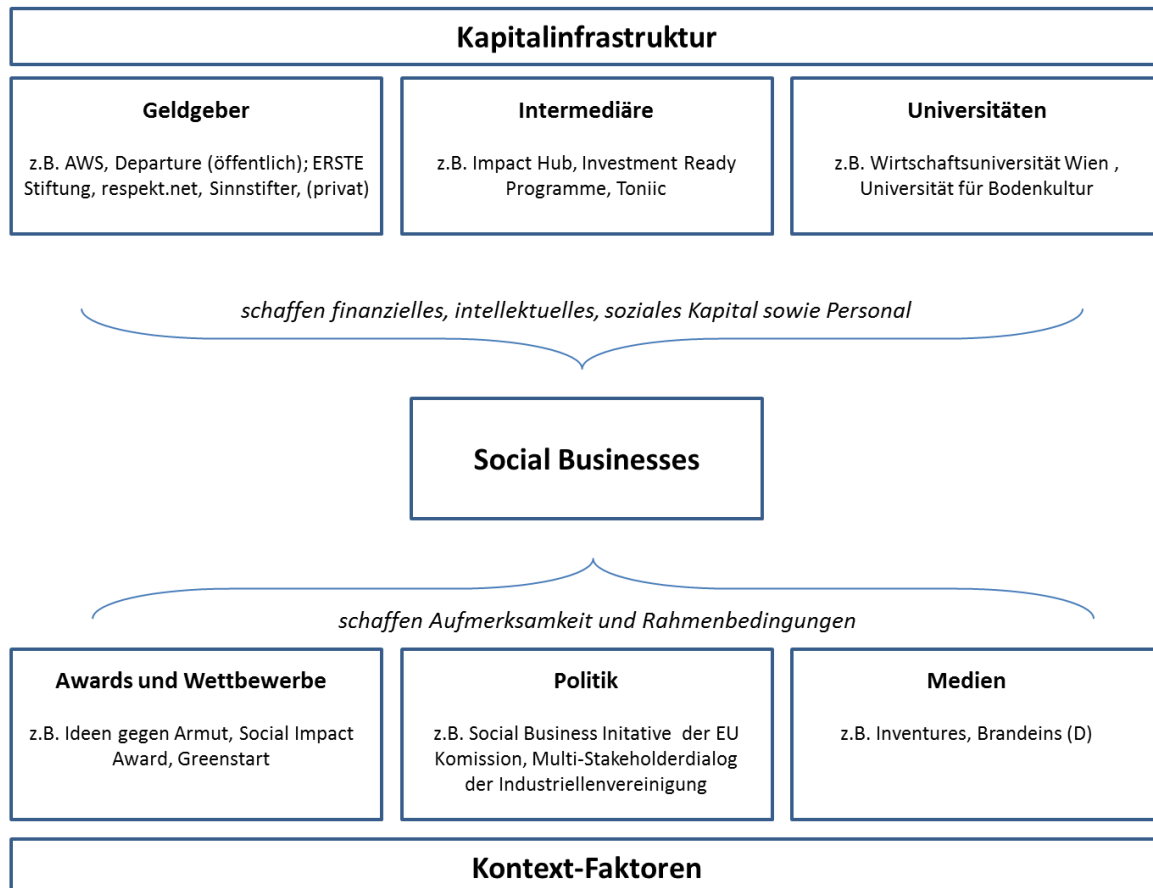 Kapitalinfrastruktur
Geldgeber
z.B. AWS, Departure (öffentlich); ERSTE
Stiftung, respekt.net, Sinnstifter, (privat)
Intermediäre
z.B. Impact Hub, Investment Ready
Programme, Toniic
Universitäten
z.B. Wirtschaftsuniversität Wien ,
Universität für Bodenkultur
schaffen finanzielles, intellektuelles, soziales Kapital sowie Personal
Social Businesses
schaffen Aufmerksamkeit und Rahmenbedingungen
Awards und Wettbewerbe
z.B. Ideen gegen Armut, Social Impact
Award, Greenstart
Politik
z.B. Social Business Initative der EU
Komission, Multi-Stakeholderdialog
der Industriellenvereinigung
Medien
z.B. Inventures, Brandeins (D)
Kontext-Faktoren